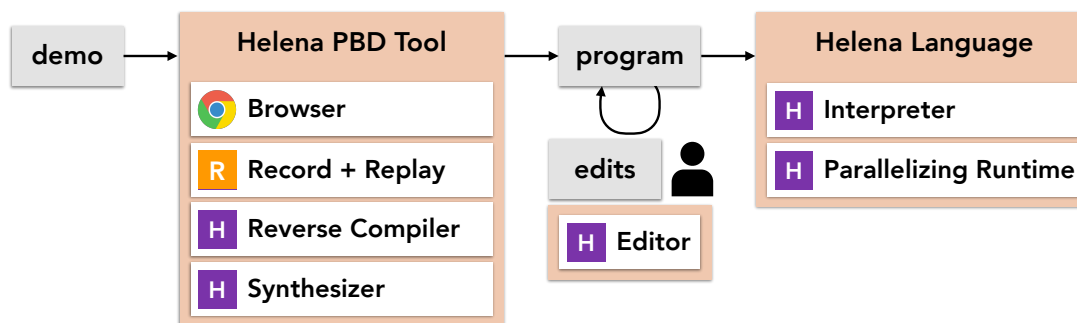 demo
Helena PBD Tool
Browser
R Record + Replay
H Reverse Compiler
H Synthesizer
program
edits
H Editor
Helena Language
H Interpreter
H Parallelizing Runtime